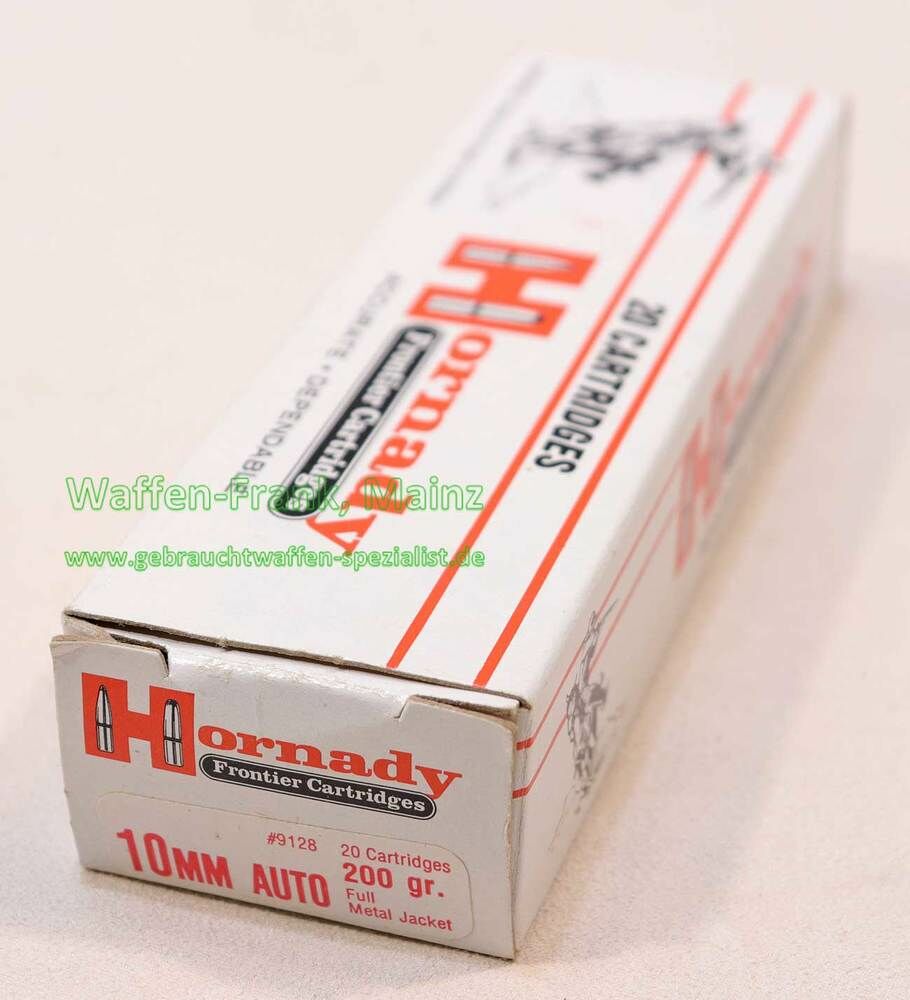 20 CARTRIDGES
Hornady
Frontier Cartridges
ACCURATE • DEPENDABLE
Waffen-Frank, Mainz
www.gebrauchtwaffen-spezialist.de
Hornady
Frontier Cartridges
#9128
20 Cartridges
10MM AUTO
200 gr.
Full
Metal Jacket